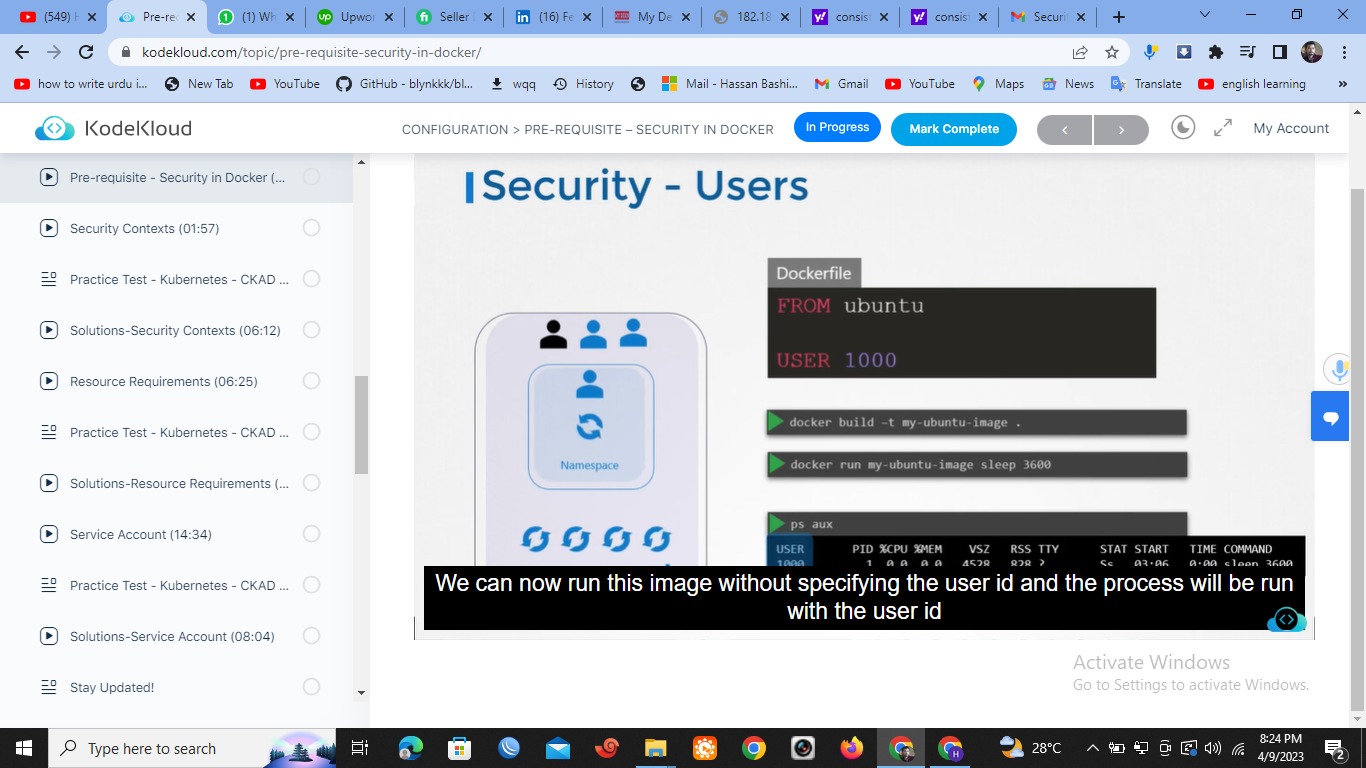 (549) H
Pre-re
(1) Wh
Upwor
Seller
(16) Fe
My De
182.18
consist
consist
Securit
kodekloud.com/topic/pre-requisite-security-in-docker/
how to write urdu i...
New Tab
YouTube
GitHub - blynkkk/bl...
wqq
History
Mail - Hassan Bashi...
Gmail
YouTube
Maps
News
Translate
english learning
»
KodeKloud
CONFIGURATION > PRE-REQUISITE – SECURITY IN DOCKER
In Progress
Mark Complete
<
>
My Account
Pre-requisite - Security in Docker (...
Security Contexts (01:57)
Practice Test - Kubernetes - CKAD ...
Solutions-Security Contexts (06:12)
Resource Requirements (06:25)
Practice Test - Kubernetes - CKAD ...
Solutions-Resource Requirements (...
Service Account (14:34)
Practice Test - Kubernetes - CKAD ...
Solutions-Service Account (08:04)
Stay Updated!
Security - Users
Namespace
Dockerfile
FROM ubuntu
USER 1000
docker build –t my-ubuntu-image .
docker run my-ubuntu-image sleep 3600
ps aux
USER PID %CPU %MEM VSZ RSS TTY STAT START TIME COMMAND
1000 1 0.0 0.0 4528 828 ? Ss 03:06 0:00 sleep 3600
We can now run this image without specifying the user id and the process will be run
with the user id
Activate Windows
Go to Settings to activate Windows.
Type here to search
28°C
8:24 PM
4/9/2023
2